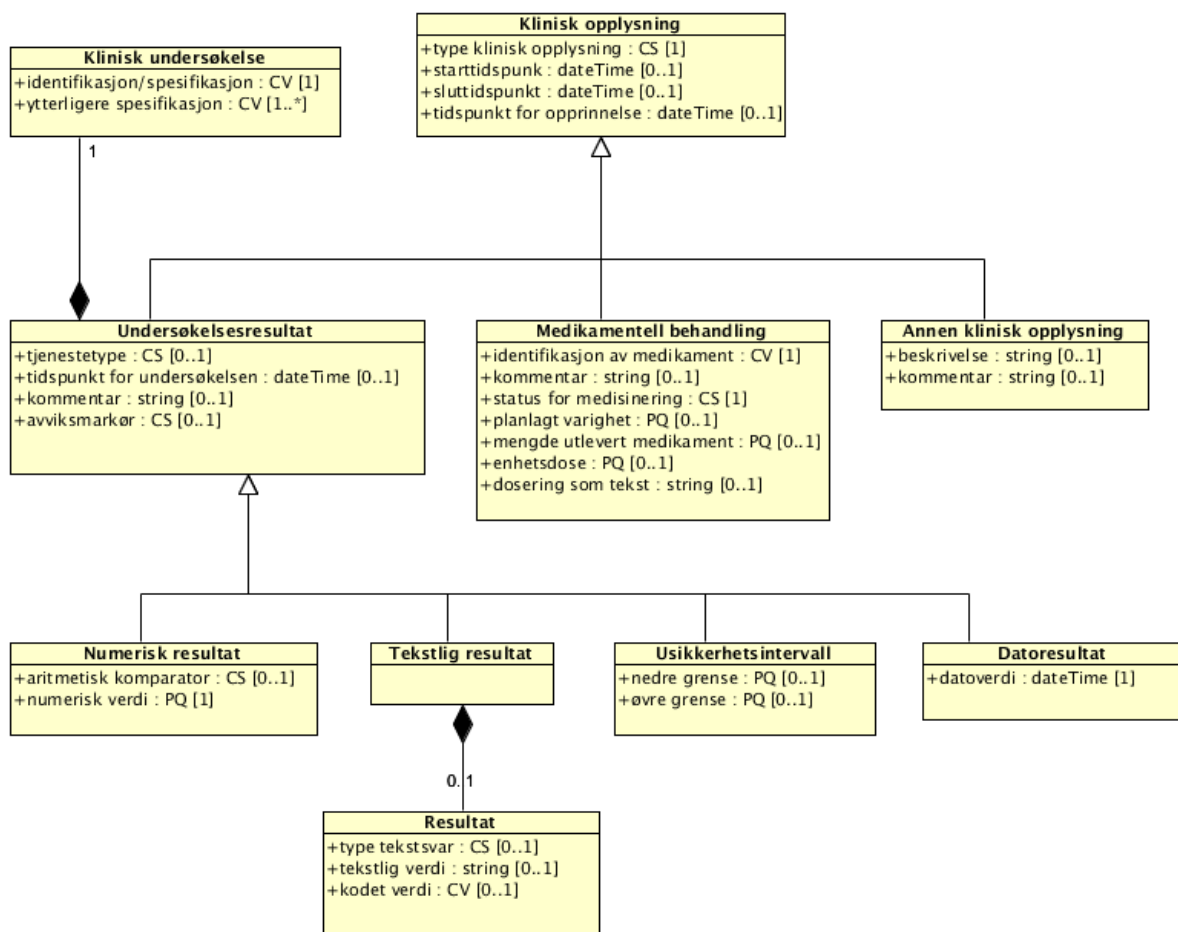 Klinisk undersøkelse
+identifikasjon/spesifikasjon : CV [1]
+ytterligere spesifikasjon : CV [1..*]
1
Klinisk opplysning
+type klinisk opplysning : CS [1]
+starttidspunk : dateTime [0..1]
+sluttidspunkt : dateTime [0..1]
+tidspunkt for opprinnelse : dateTime [0..1]
Undersøkelsesresultat
+tjenestetype : CS [0..1]
+tidspunkt for undersøkelsen : dateTime [0..1]
+kommentar : string [0..1]
+avviksmarkør : CS [0..1]
Medikamentell behandling
+identifikasjon av medikament : CV [1]
+kommentar : string [0..1]
+status for medisinering : CS [1]
+planlagt varighet : PQ [0..1]
+mengde utlevert medikament : PQ [0..1]
+enhetsdose : PQ [0..1]
+dosering som tekst : string [0..1]
Annen klinisk opplysning
+beskrivelse : string [0..1]
+kommentar : string [0..1]
Numerisk resultat
+aritmetisk komparator : CS [0..1]
+numerisk verdi : PQ [1]
Tekstlig resultat
Usikkerhetsintervall
+nedre grense : PQ [0..1]
+øvre grense : PQ [0..1]
Datoresultat
+datoverdi : dateTime [1]
0..1
Resultat
+type tekstsvar : CS [0..1]
+tekstlig verdi : string [0..1]
+kodet verdi : CV [0..1]